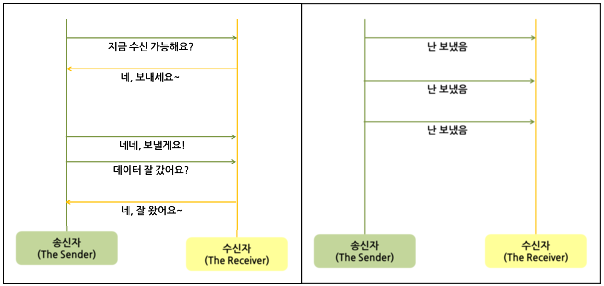 지금 수신 가능해요?
네, 보내세요~
네네, 보낼게요!
데이터 잘 갔어요?
네, 잘 왔어요~
송신자
(The Sender)
수신자
(The Receiver)
난 보냈음
난 보냈음
난 보냈음
송신자
(The Sender)
수신자
(The Receiver)